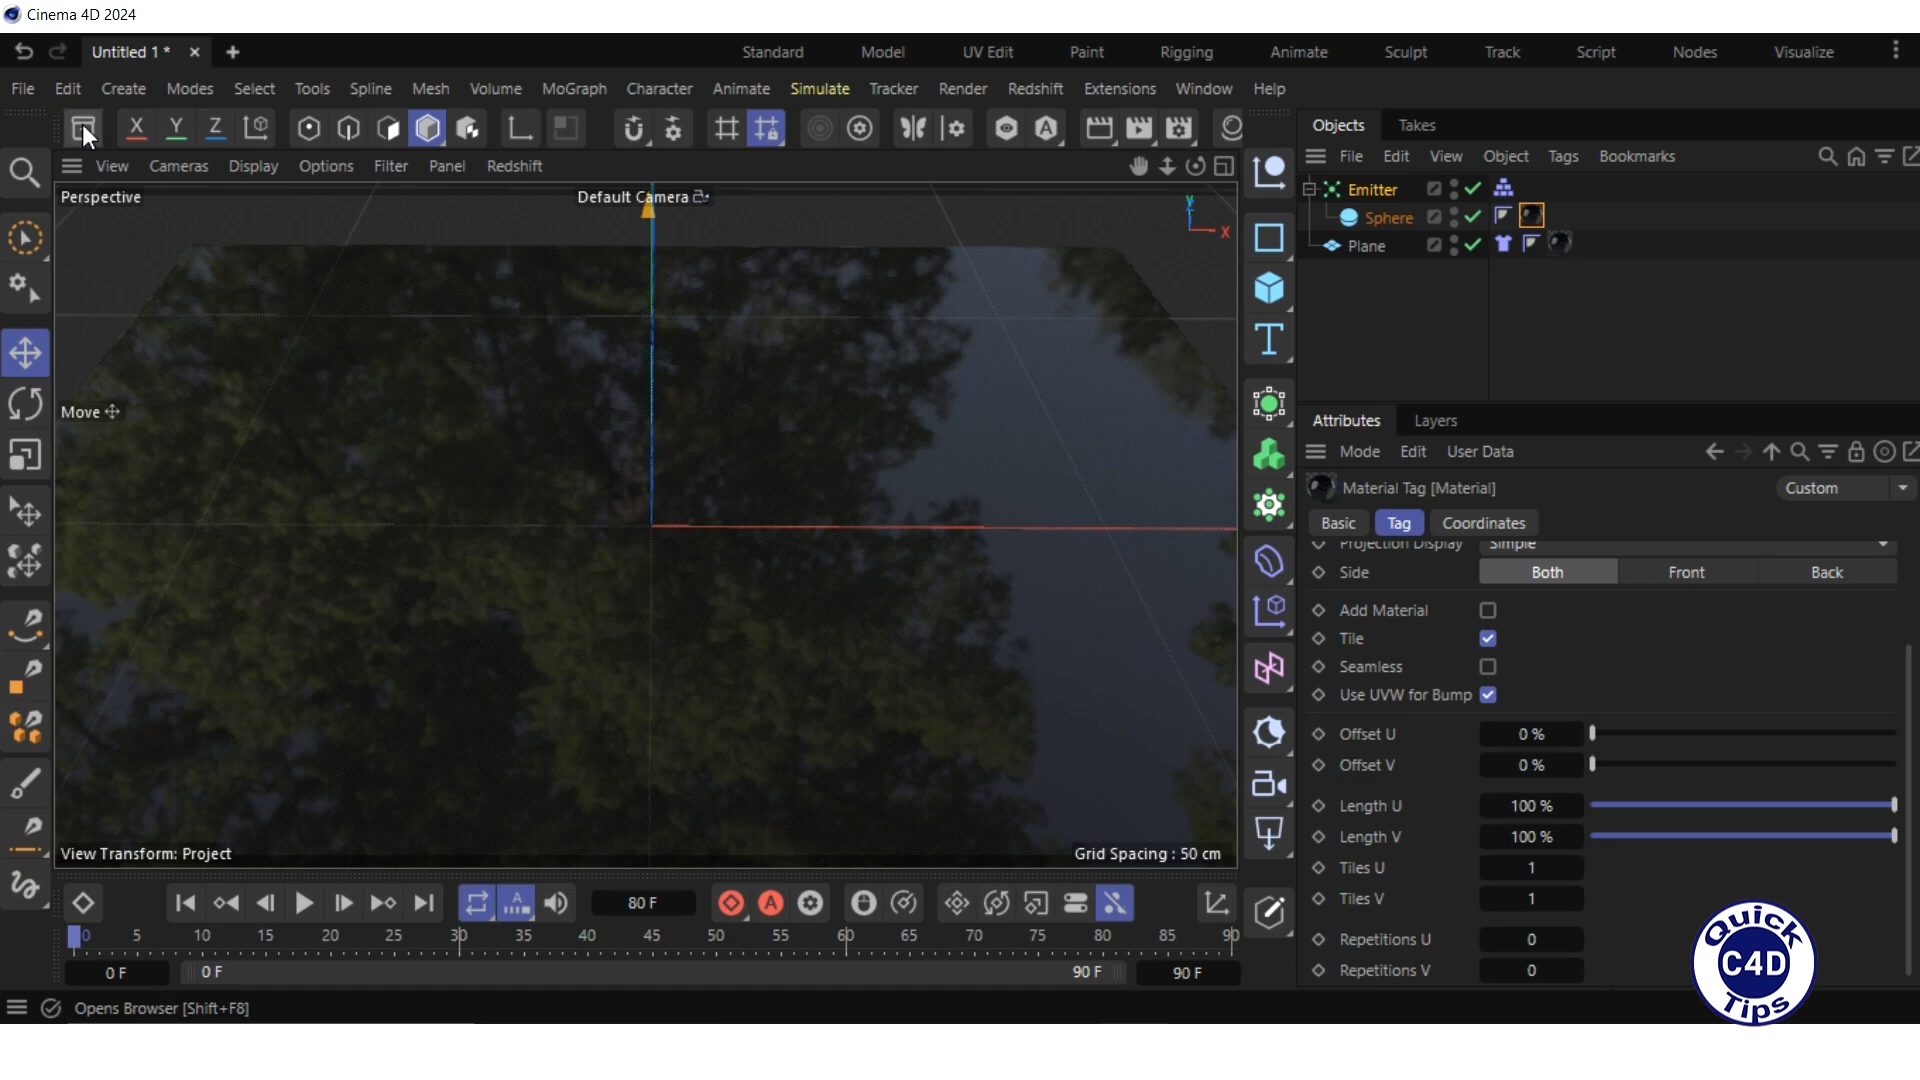 Cinema 4D 2024
Untitled 1 *
Standard Model UV Edit Paint Rigging Animate Sculpt Track Script Nodes Visualize
File Edit Create Modes Select Tools Spline Mesh Volume MoGraph Character Animate Simulate Tracker Render Redshift Extensions Window Help
X Y Z
Objects Takes
File Edit View Object Tags Bookmarks
View Cameras Display Options Filter Panel Redshift
Perspective
Default Camera
Y
X
Emitter
Sphere
Plane
Move
Attributes Layers
Mode Edit User Data
Material Tag [Material]
Custom
Basic Tag Coordinates
Projection Display Simple
Side Both Front Back
Add Material
Tile
Seamless
Use UVW for Bump
Offset U 0 %
Offset V 0 %
Length U 100 %
Length V 100 %
Tiles U 1
Tiles V 1
Repetitions U 0
Repetitions V 0
View Transform: Project
Grid Spacing : 50 cm
80 F
0 5 10 15 20 25 30 35 40 45 50 55 60 65 70 75 80 85 90
0 F 0 F 90 F 90 F
Opens Browser [Shift+F8]
Quick
C4D
Tips